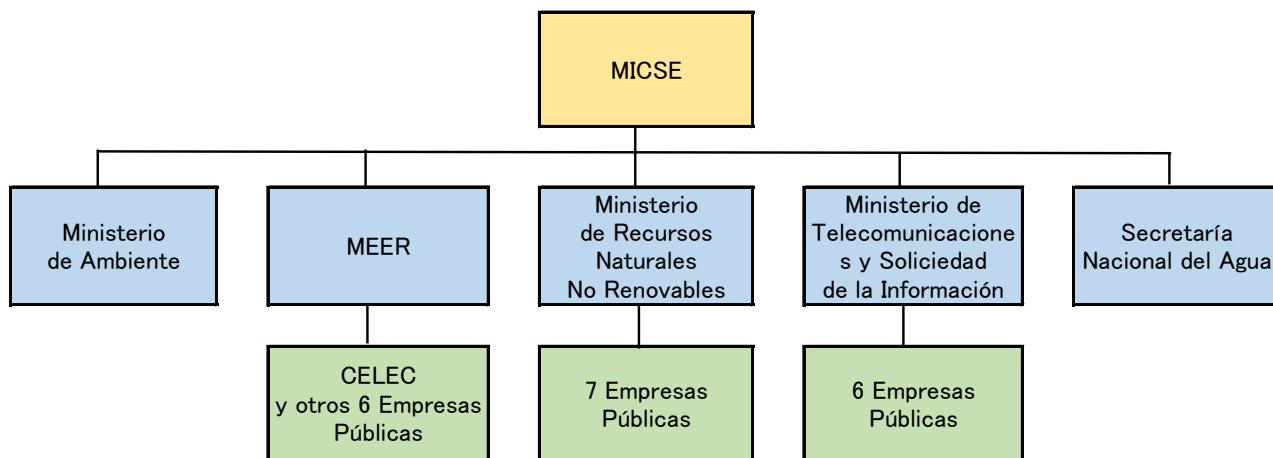 MICSE
Ministerio
de Ambiente
MEER
Ministerio
de Recursos
Naturales
No Renovables
Ministerio de
Telecomunicacione
s y Soliciedad
de la Información
Secretaría
Nacional del Agua
CELEC
y otros 6 Empresas
Públicas
7 Empresas
Públicas
6 Empresas
Públicas